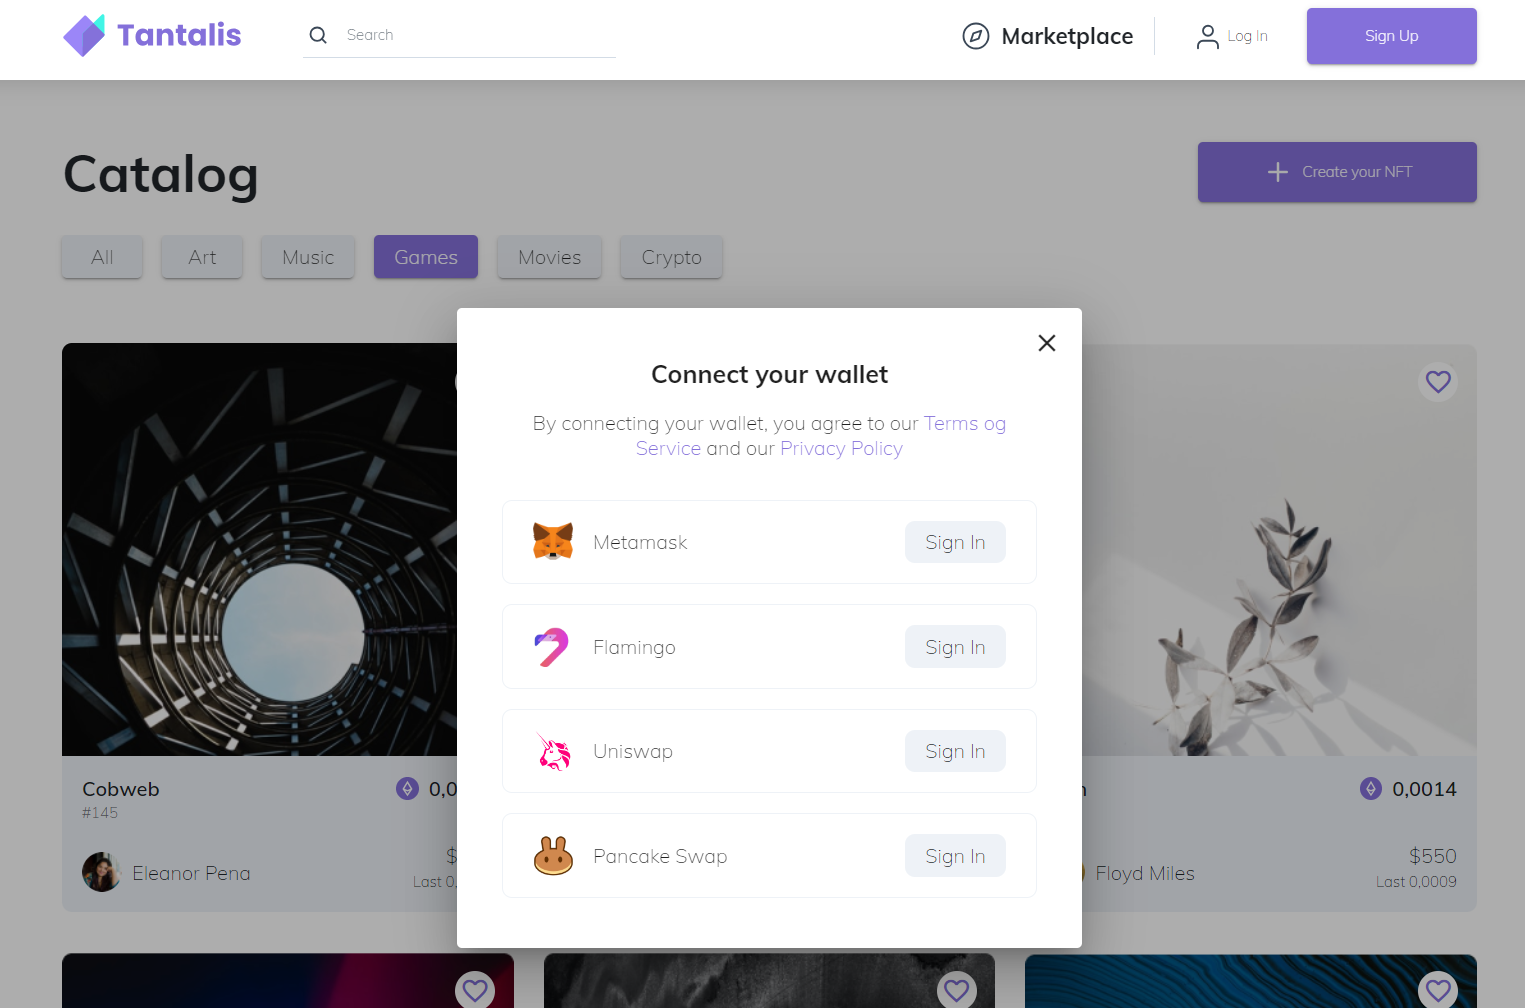 Tantalis
Search
Marketplace
Log In
Sign Up
Catalog
Create your NFT
All
Art
Music
Games
Movies
Crypto
Connect your wallet
By connecting your wallet, you agree to our Terms og
Service and our Privacy Policy
Metamask
Sign In
Flamingo
Sign In
Uniswap
Sign In
Pancake Swap
Sign In
Cobweb
#145
Eleanor Pena
0,0
$
Last 0,
0,0014
Floyd Miles
$550
Last 0,0009